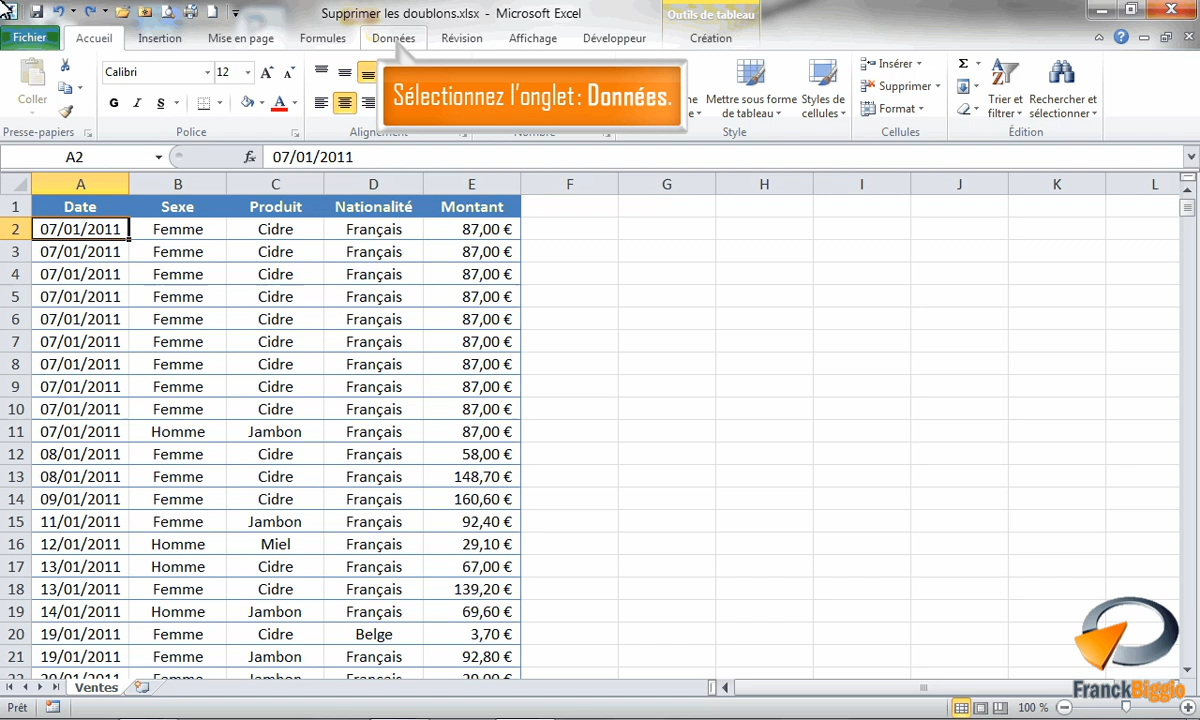 Supprimer les doublons.xlsx - Microsoft Excel
Outils de tableau
Fichier Accueil Insertion Mise en page Formules Données Révision Affichage Développeur Création
Sélectionnez l'onglet : Données.
Coller
Calibri 12
G I S
Mettre sous forme de tableau
Styles de cellules
Insérer
Supprimer
Format
Σ
Trier et filtrer
Rechercher et sélectionner
Presse-papiers Police Style Cellules Édition
A2 fx 07/01/2011
A B C D E F G H I J K L
1 Date Sexe Produit Nationalité Montant
2 07/01/2011 Femme Cidre Français 87,00 €
3 07/01/2011 Femme Cidre Français 87,00 €
4 07/01/2011 Femme Cidre Français 87,00 €
5 07/01/2011 Femme Cidre Français 87,00 €
6 07/01/2011 Femme Cidre Français 87,00 €
7 07/01/2011 Femme Cidre Français 87,00 €
8 07/01/2011 Femme Cidre Français 87,00 €
9 07/01/2011 Femme Cidre Français 87,00 €
10 07/01/2011 Femme Cidre Français 87,00 €
11 07/01/2011 Homme Jambon Français 87,00 €
12 08/01/2011 Femme Cidre Français 58,00 €
13 08/01/2011 Femme Cidre Français 148,70 €
14 09/01/2011 Femme Cidre Français 160,60 €
15 11/01/2011 Femme Jambon Français 92,40 €
16 12/01/2011 Homme Miel Français 29,10 €
17 13/01/2011 Homme Cidre Français 67,00 €
18 13/01/2011 Femme Cidre Français 139,20 €
19 14/01/2011 Homme Jambon Français 69,60 €
20 19/01/2011 Femme Cidre Belge 3,70 €
21 19/01/2011 Femme Jambon Français 92,80 €
Ventes
FranckBiggio
Prêt 100 %